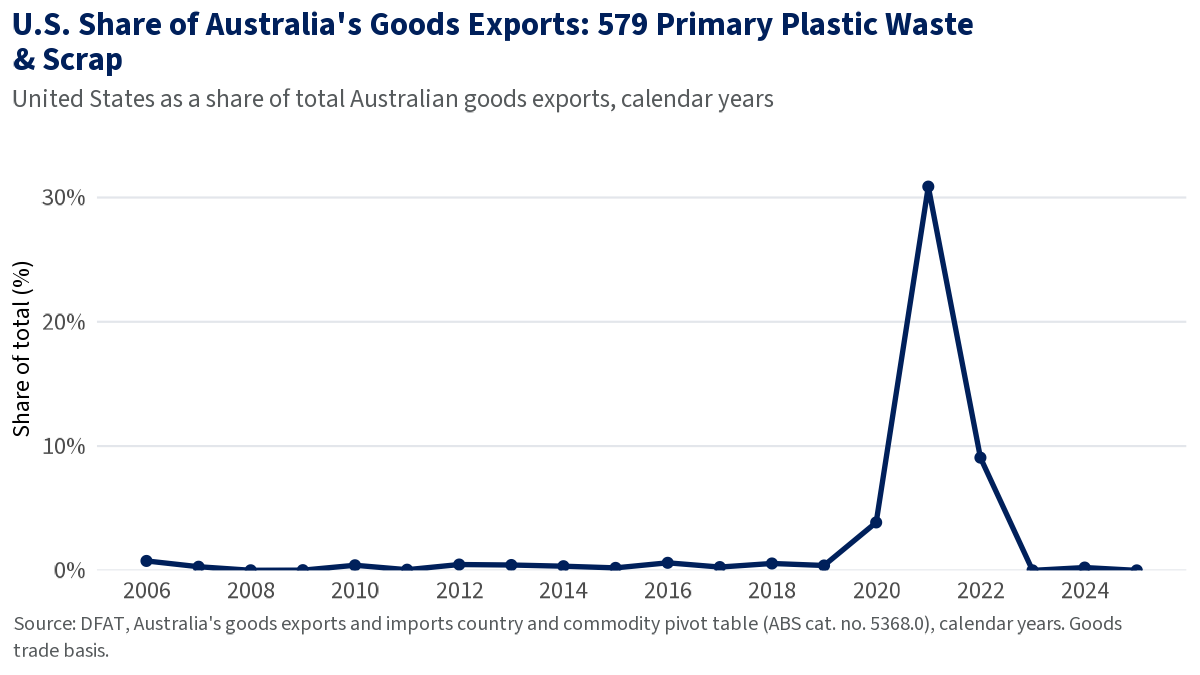 U.S. Share of Australia's Goods Exports: 579 Primary Plastic Waste
& Scrap
United States as a share of total Australian goods exports, calendar years
Share of total (%)
30%
20%
10%
0%
2006 2008 2010 2012 2014 2016 2018 2020 2022 2024
Source: DFAT, Australia's goods exports and imports country and commodity pivot table (ABS cat. no. 5368.0), calendar years. Goods
trade basis.